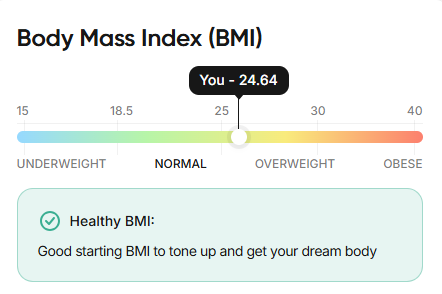 Body Mass Index (BMI)
You - 24.64
15 18.5 25 30 40
UNDERWEIGHT NORMAL OVERWEIGHT OBESE
Healthy BMI:
Good starting BMI to tone up and get your dream body